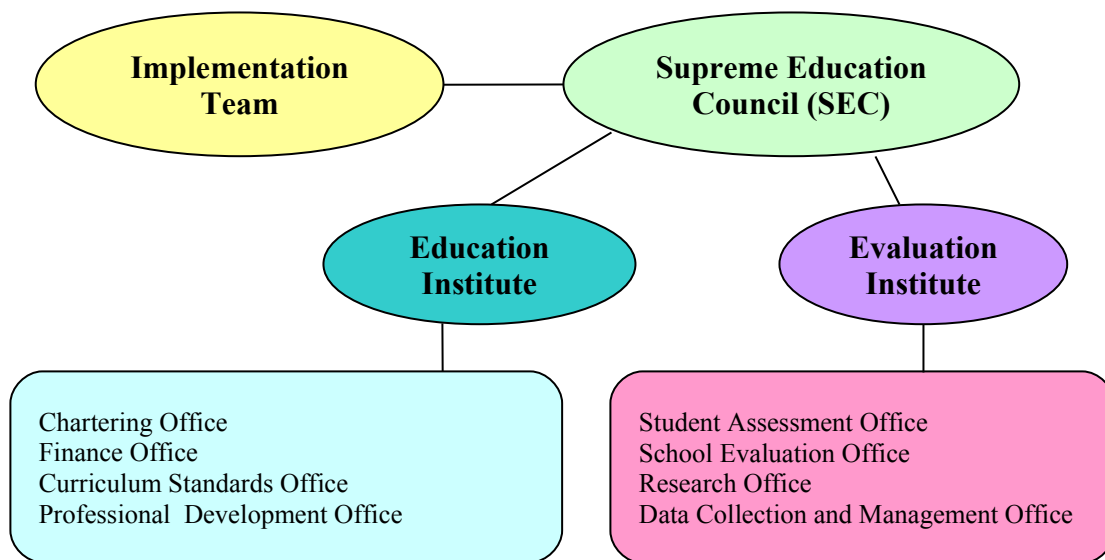 Implementation
Team
Supreme Education
Council (SEC)
Education
Institute
Evaluation
Institute
Chartering Office
Finance Office
Curriculum Standards Office
Professional  Development Office
Student Assessment Office
School Evaluation Office
Research Office
Data Collection and Management Office